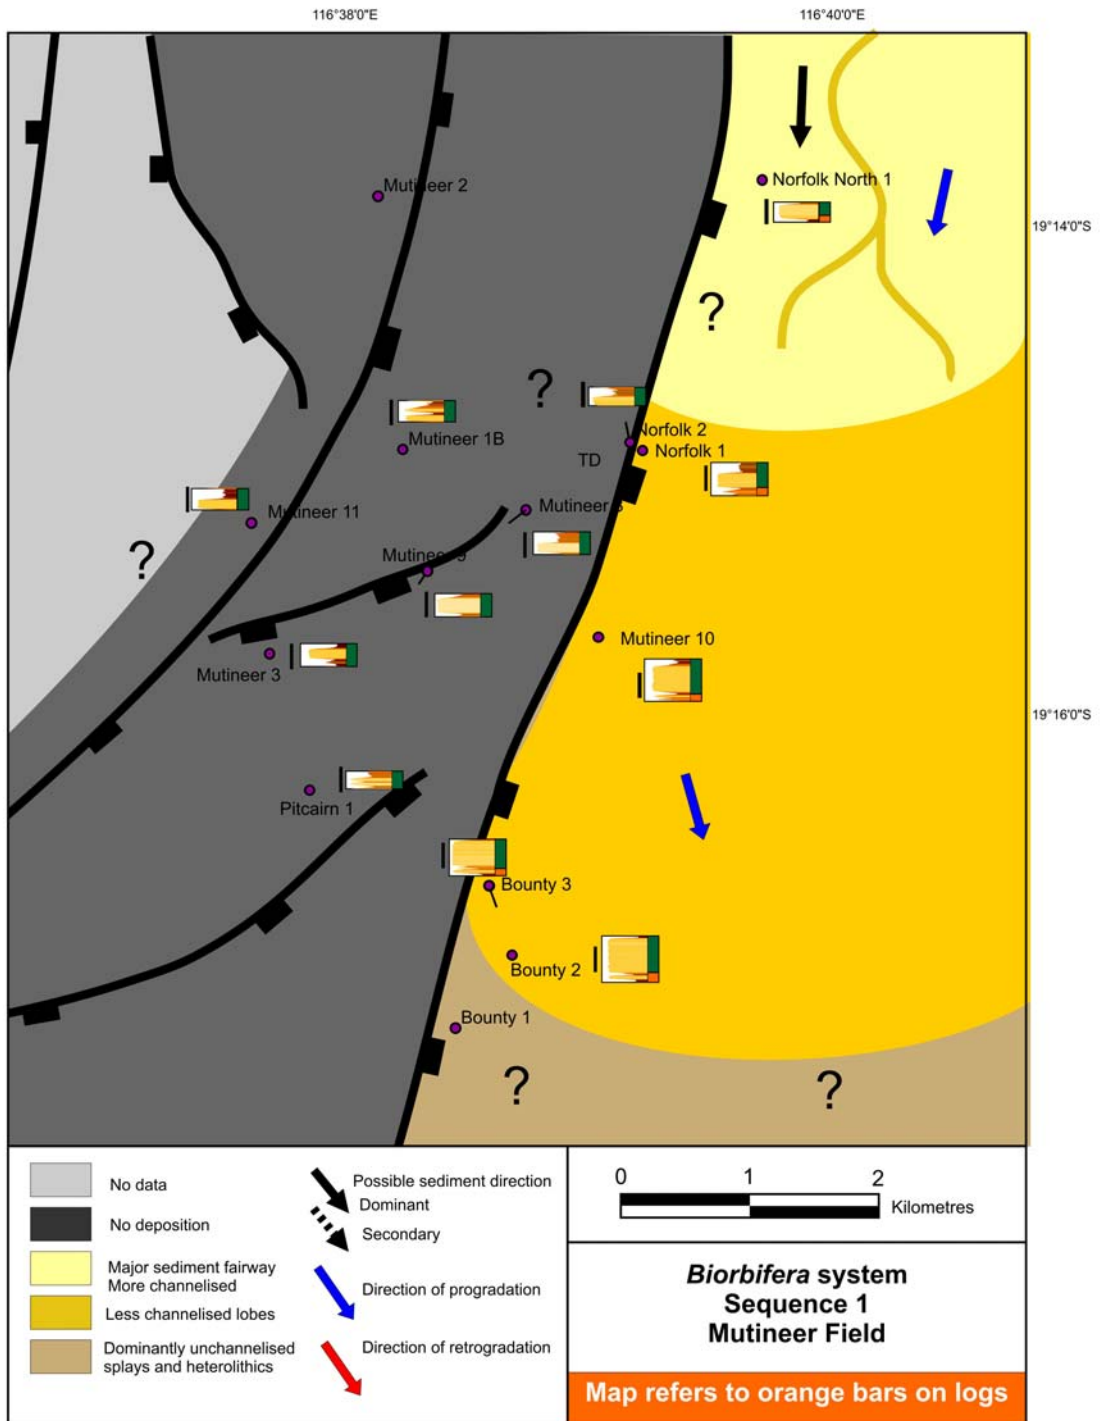 116°38'0"E
116°40'0"E
Mutineer 2
Norfolk North 1
19°14'0"S
?
?
Norfolk 2
Mutineer 1B
Norfolk 1
TD
Mutineer 11
Mutineer
?
Mutineer 9
Mutineer 10
Mutineer 3
19°16'0"S
Pitcairn 1
Bounty 3
Bounty 2
Bounty 1
?
?
No data
No deposition
Major sediment fairway
More channelised
Less channelised lobes
Dominantly unchannelised
splays and heterolithics
Possible sediment direction
Dominant
Secondary
Direction of progradation
Direction of retrogradation
0 1 2
Kilometres
Biorbifera system
Sequence 1
Mutineer Field
Map refers to orange bars on logs